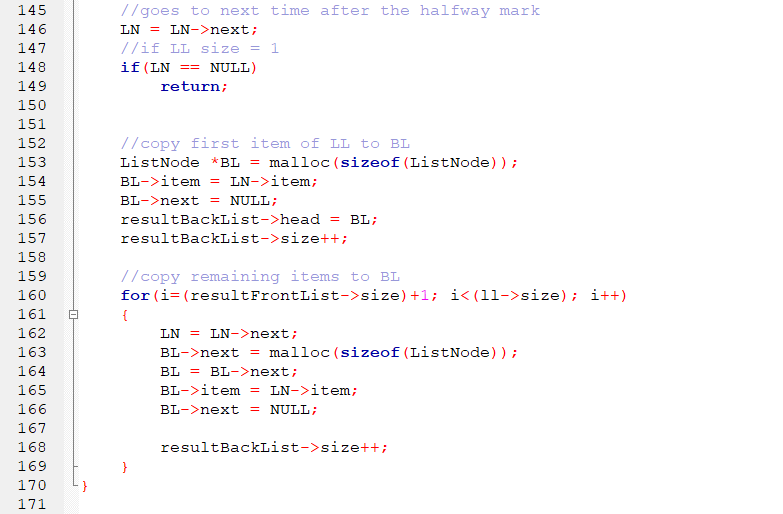 145 //goes to next time after the halfway mark
146 LN = LN->next;
147 //if LL size = 1
148 if(LN == NULL)
149 return;
150
151
152 //copy first item of LL to BL
153 ListNode *BL = malloc(sizeof(ListNode));
154 BL->item = LN->item;
155 BL->next = NULL;
156 resultBackList->head = BL;
157 resultBackList->size++;
158
159 //copy remaining items to BL
160 for(i=(resultFrontList->size)+1; i<(ll->size); i++)
161 {
162 LN = LN->next;
163 BL->next = malloc(sizeof(ListNode));
164 BL = BL->next;
165 BL->item = LN->item;
166 BL->next = NULL;
167
168 resultBackList->size++;
169 }
170 }
171